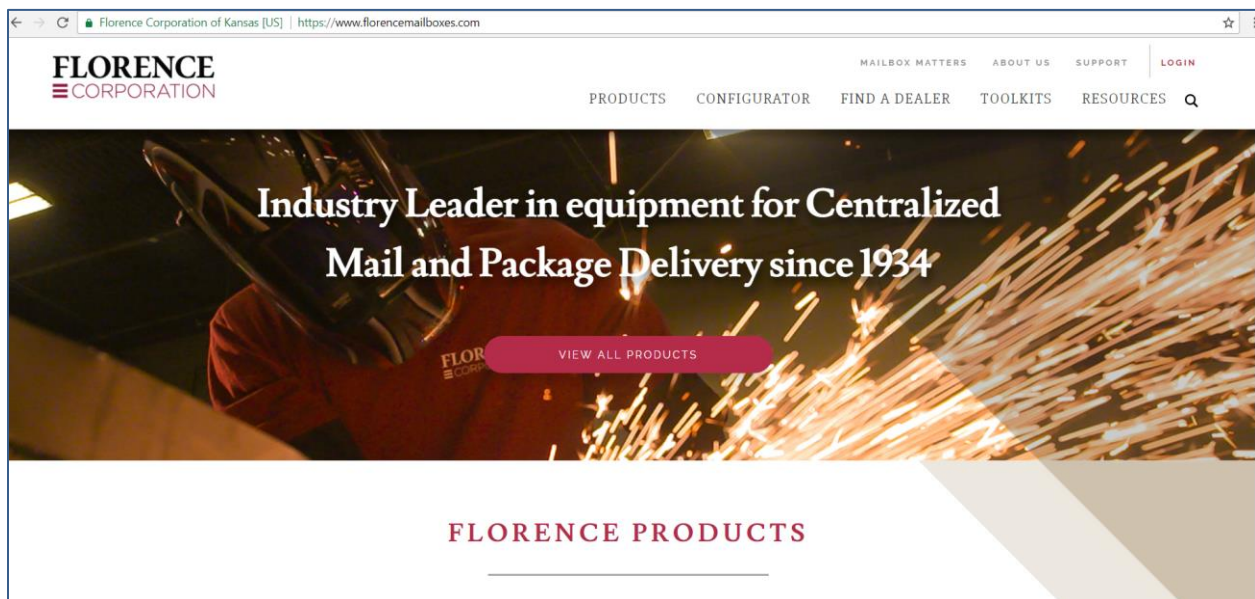 Florence Corporation of Kansas [US] | https://www.florencemailboxes.com
FLORENCE
CORPORATION
MAILBOX MATTERS ABOUT US SUPPORT LOGIN
PRODUCTS CONFIGURATOR FIND A DEALER TOOLKITS RESOURCES
Industry Leader in equipment for Centralized
Mail and Package Delivery since 1934
FLOR
VIEW ALL PRODUCTS
FLORENCE PRODUCTS